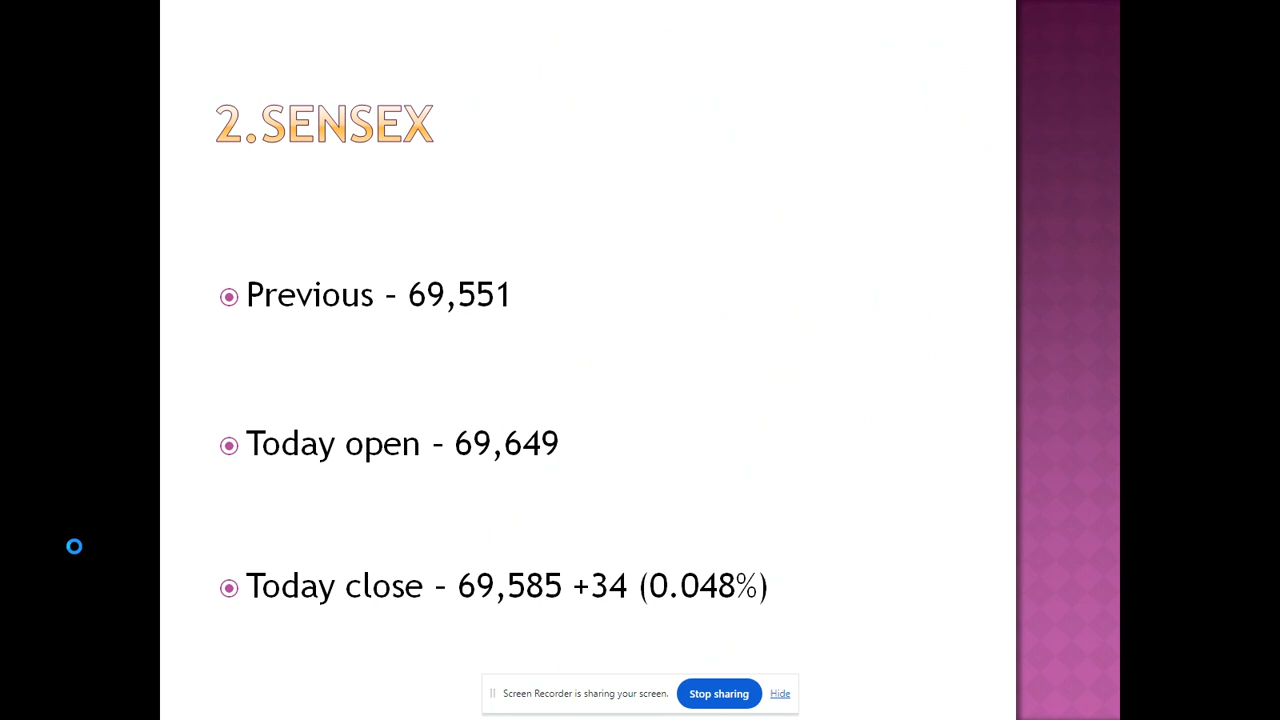 2.SENSEX
Previous – 69,551
Today open – 69,649
Today close – 69,585 +34 (0.048%)
Screen Recorder is sharing your screen. Stop sharing Hide